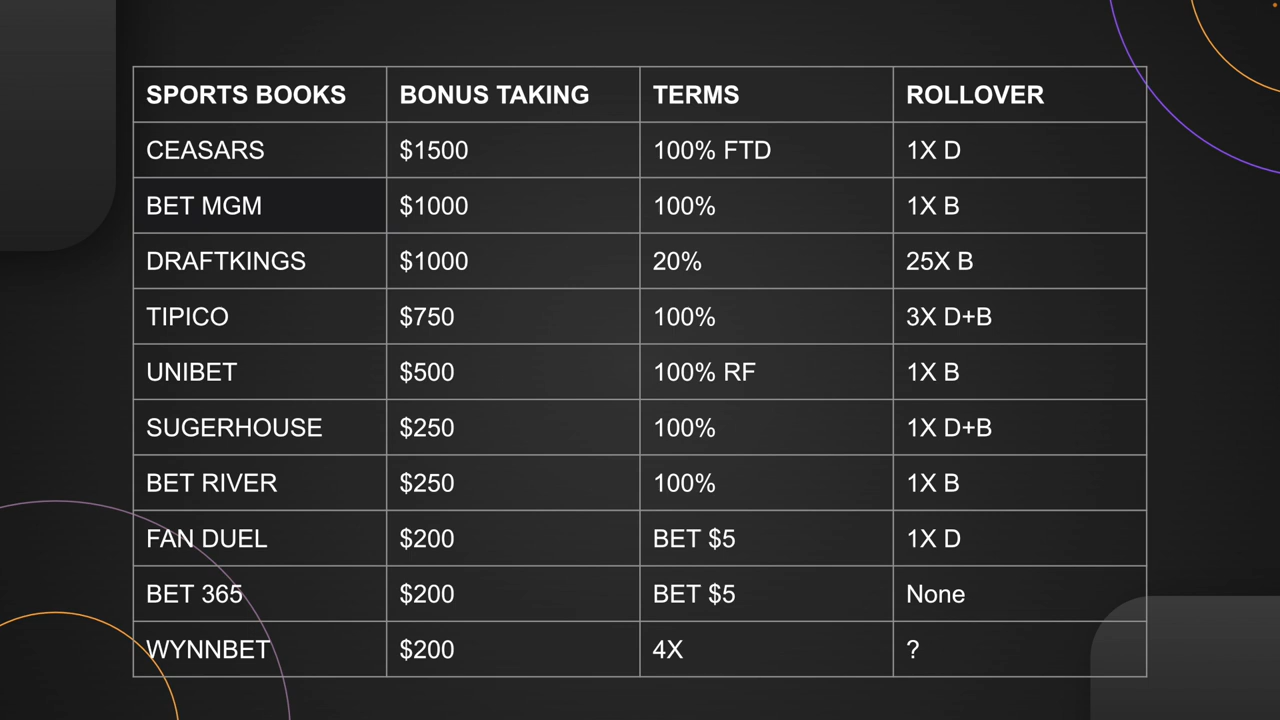 SPORTS BOOKS BONUS TAKING TERMS ROLLOVER
CEASARS $1500 100% FTD 1X D
BET MGM $1000 100% 1X B
DRAFTKINGS $1000 20% 25X B
TIPICO $750 100% 3X D+B
UNIBET $500 100% RF 1X B
SUGERHOUSE $250 100% 1X D+B
BET RIVER $250 100% 1X B
FAN DUEL $200 BET $5 1X D
BET 365 $200 BET $5 None
WYNNBET $200 4X ?